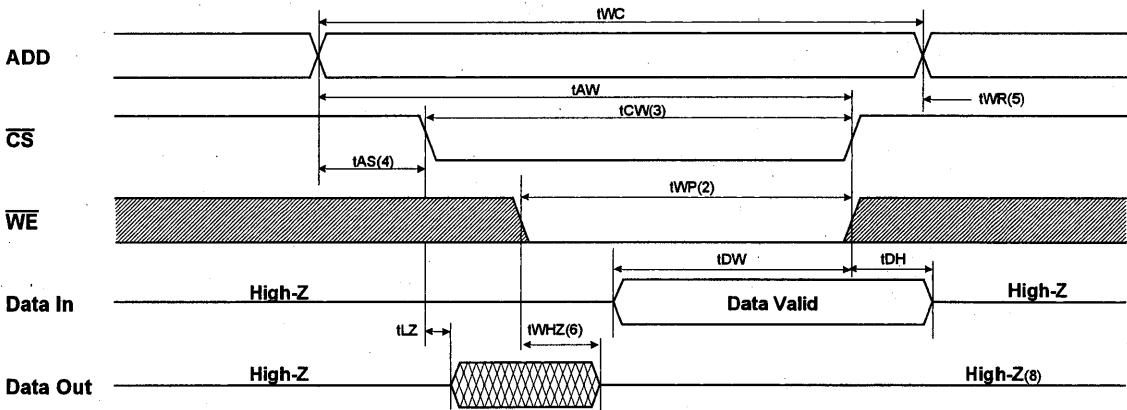 tWC
ADD
tAW
tWR(5)
tCW(3)
CS
tAS(4)
tWP(2)
WE
tDW
tDH
High-Z
High-Z
Data In
Data Valid
tLZ
tWHZ(6)
High-Z
High-Z(8)
Data Out